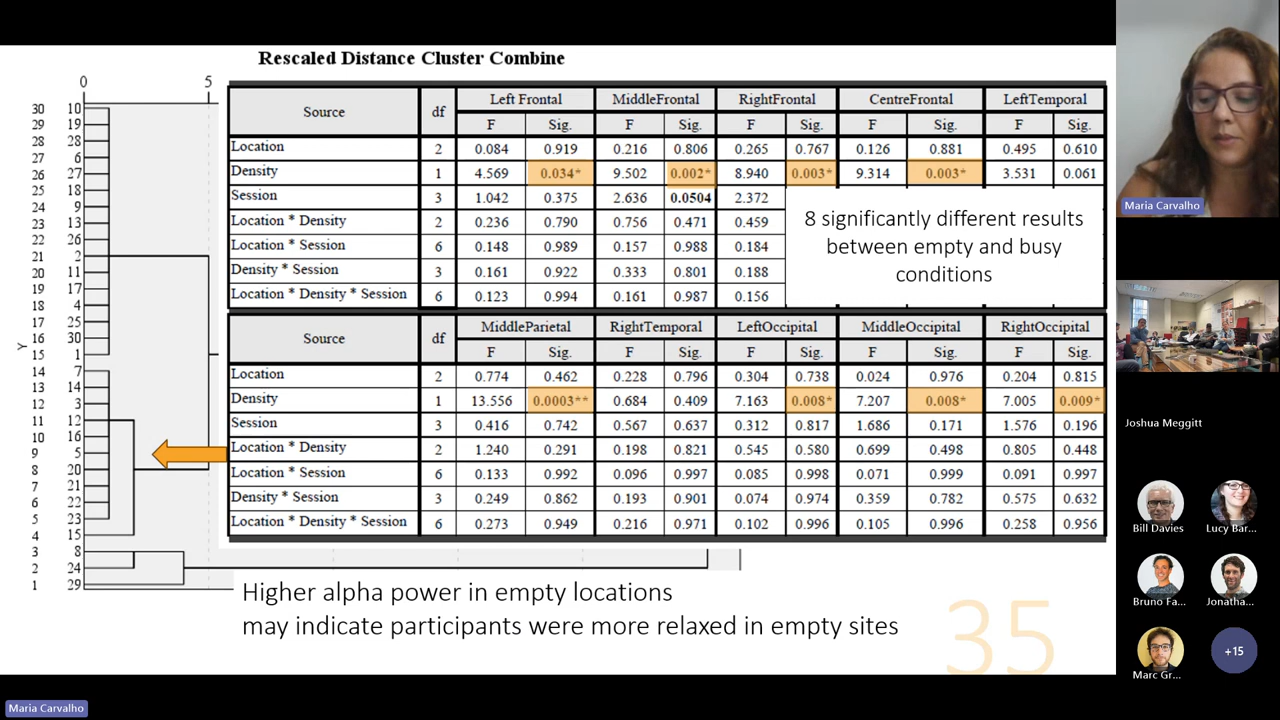 Rescaled Distance Cluster Combine
0 5
Source df Left Frontal MiddleFrontal RightFrontal CentreFrontal LeftTemporal
F Sig. F Sig. F Sig. F Sig. F Sig.
Location 2 0.084 0.919 0.216 0.806 0.265 0.767 0.126 0.881 0.495 0.610
Density 1 4.569 0.034* 9.502 0.002* 8.940 0.003* 9.314 0.003* 3.531 0.061
Session 3 1.042 0.375 2.636 0.0504 2.372
Location * Density 2 0.236 0.790 0.756 0.471 0.459
Location * Session 6 0.148 0.989 0.157 0.988 0.184
Density * Session 3 0.161 0.922 0.333 0.801 0.188
Location * Density * Session 6 0.123 0.994 0.161 0.987 0.156
8 significantly different results
between empty and busy
conditions
Source df MiddleParietal RightTemporal LeftOccipital MiddleOccipital RightOccipital
F Sig. F Sig. F Sig. F Sig. F Sig.
Location 2 0.774 0.462 0.228 0.796 0.304 0.738 0.024 0.976 0.204 0.815
Density 1 13.556 0.0003** 0.684 0.409 7.163 0.008* 7.207 0.008* 7.005 0.009*
Session 3 0.416 0.742 0.567 0.637 0.312 0.817 1.686 0.171 1.576 0.196
Location * Density 2 1.240 0.291 0.198 0.821 0.545 0.580 0.699 0.498 0.805 0.448
Location * Session 6 0.133 0.992 0.096 0.997 0.085 0.998 0.071 0.999 0.091 0.997
Density * Session 3 0.249 0.862 0.193 0.901 0.074 0.974 0.359 0.782 0.575 0.632
Location * Density * Session 6 0.273 0.949 0.216 0.971 0.102 0.996 0.105 0.996 0.258 0.956
30 10
29 19
28 28
27 6
26 27
25 18
24 9
23 13
22 26
21 2
20 11
19 17
18 4
17 25
16 30
15 1
14 7
13 14
12 3
11 12
10 16
9 5
8 20
7 21
6 22
5 23
4 15
3 8
2 24
1 29
Y
Higher alpha power in empty locations
may indicate participants were more relaxed in empty sites
35
Maria Carvalho
Joshua Meggitt
Bill Davies
Lucy Bar...
Bruno Fa...
Jonatha...
Marc Gr...
+15
Maria Carvalho